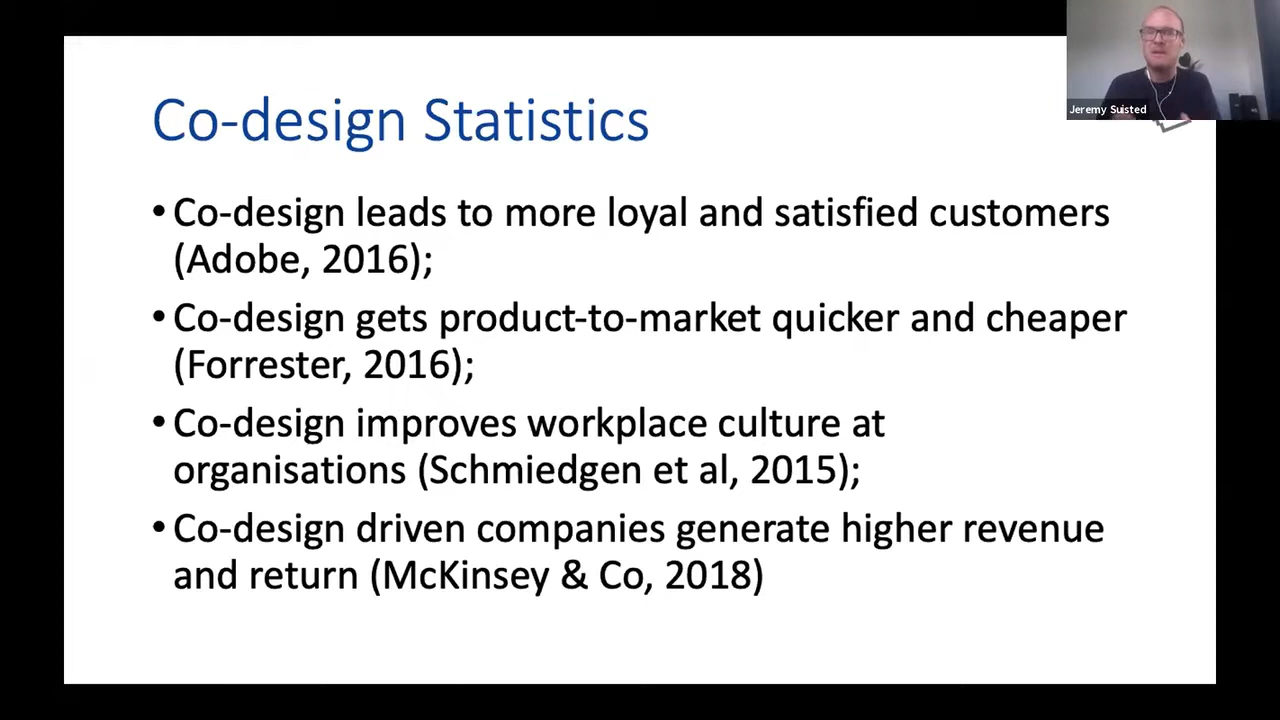 Co-design Statistics
Jeremy Suisted
• Co-design leads to more loyal and satisfied customers
(Adobe, 2016);
• Co-design gets product-to-market quicker and cheaper
(Forrester, 2016);
• Co-design improves workplace culture at
organisations (Schmiedgen et al, 2015);
• Co-design driven companies generate higher revenue
and return (McKinsey & Co, 2018)